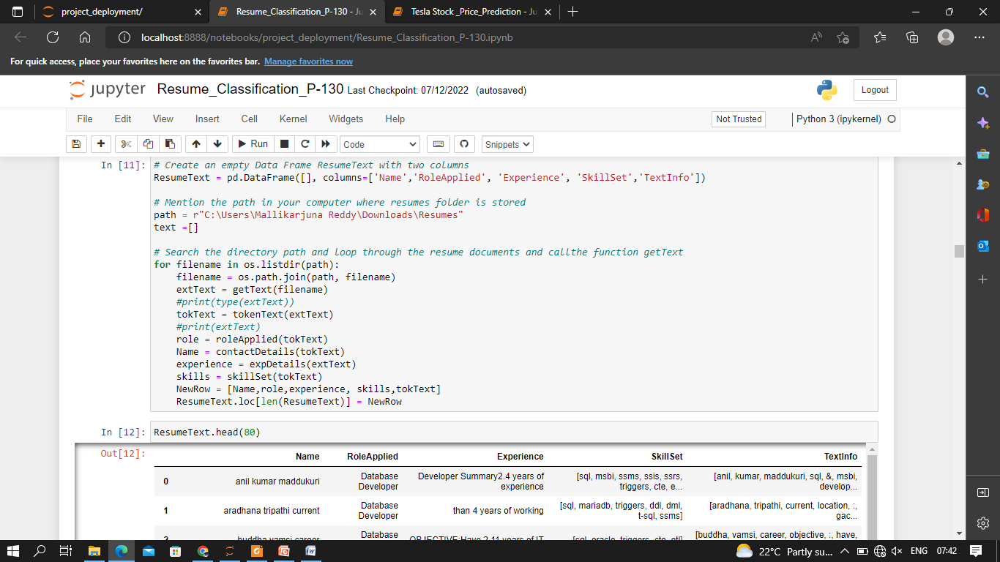 project_deployment/
Resume_Classification_P-130 - Ju
Tesla Stock _Price_Prediction - Ju
localhost:8888/notebooks/project_deployment/Resume_Classification_P-130.ipynb
For quick access, place your favorites here on the favorites bar. Manage favorites now
jupyter Resume_Classification_P-130 Last Checkpoint: 07/12/2022 (autosaved)
Logout
File Edit View Insert Cell Kernel Widgets Help
Not Trusted
Python 3 (ipykernel)
Run
Code
Snippets
In [11]: # Create an empty Data Frame ResumeText with two columns
ResumeText = pd.DataFrame([], columns=['Name','RoleApplied', 'Experience', 'SkillSet','TextInfo'])
# Mention the path in your computer where resumes folder is stored
path = r"C:\Users\Mallikarjuna Reddy\Downloads\Resumes"
text =[]
# Search the directory path and loop through the resume documents and callthe function getText
for filename in os.listdir(path):
filename = os.path.join(path, filename)
extText = getText(filename)
#print(type(extText))
tokText = tokenText(extText)
#print(extText)
role = roleApplied(tokText)
Name = contactDetails(tokText)
experience = expDetails(extText)
skills = skillSet(tokText)
NewRow = [Name,role,experience, skills,tokText]
ResumeText.loc[len(ResumeText)] = NewRow
In [12]: ResumeText.head(80)
Out[12]:
Name RoleApplied Experience SkillSet TextInfo
0 anil kumar maddukuri Database Developer Developer Summary2.4 years of experience [sql, msbi, ssms, ssis, ssrs, triggers, cte, e... [anil, kumar, maddukuri, sql, &, msbi, develop...
1 aradhana tripathi current Database Developer than 4 years of working [sql, mariadb, triggers, ddl, dml, t-sql, ssms] [aradhana, tripathi, current, location, :, gac...
2 buddha vamsi career Database OBJECTIVE:Have 2.11 years of IT [sql, oracle, triggers, cte, etl] [buddha, vamsi, career, objective, :, have,
22°C Partly su...
ENG
07:42